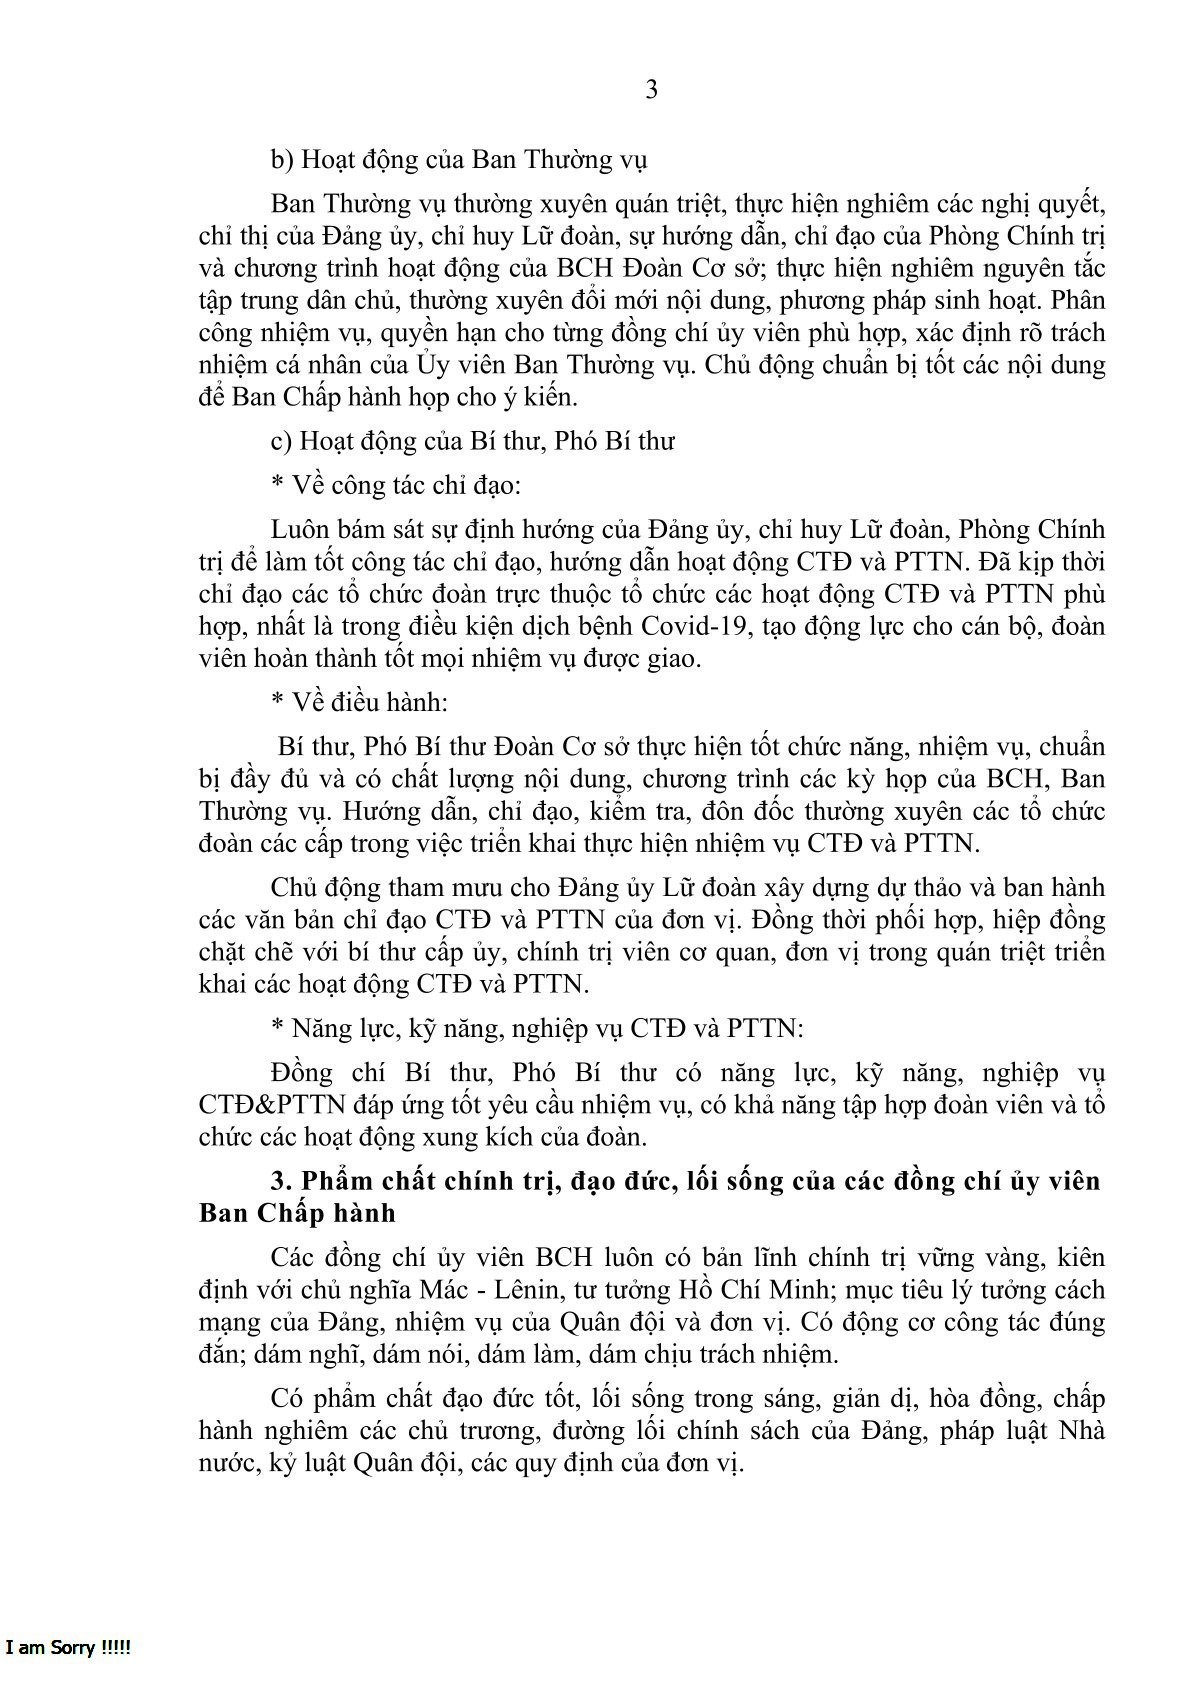 3
b) Hoạt động của Ban Thường vụ
Ban Thường vụ thường xuyên quán triệt, thực hiện nghiêm các nghị quyết,
chỉ thị của Đảng ủy, chỉ huy Lữ đoàn, sự hướng dẫn, chỉ đạo của Phòng Chính trị
và chương trình hoạt động của BCH Đoàn Cơ sở; thực hiện nghiêm nguyên tắc
tập trung dân chủ, thường xuyên đổi mới nội dung, phương pháp sinh hoạt. Phân
công nhiệm vụ, quyền hạn cho từng đồng chí ủy viên phù hợp, xác định rõ trách
nhiệm cá nhân của Ủy viên Ban Thường vụ. Chủ động chuẩn bị tốt các nội dung
để Ban Chấp hành họp cho ý kiến.
c) Hoạt động của Bí thư, Phó Bí thư
* Về công tác chỉ đạo:
Luôn bám sát sự định hướng của Đảng ủy, chỉ huy Lữ đoàn, Phòng Chính
trị để làm tốt công tác chỉ đạo, hướng dẫn hoạt động CTĐ và PTTN. Đã kịp thời
chỉ đạo các tổ chức đoàn trực thuộc tổ chức các hoạt động CTĐ và PTTN phù
hợp, nhất là trong điều kiện dịch bệnh Covid-19, tạo động lực cho cán bộ, đoàn
viên hoàn thành tốt mọi nhiệm vụ được giao.
* Về điều hành:
Bí thư, Phó Bí thư Đoàn Cơ sở thực hiện tốt chức năng, nhiệm vụ, chuẩn
bị đầy đủ và có chất lượng nội dung, chương trình các kỳ họp của BCH, Ban
Thường vụ. Hướng dẫn, chỉ đạo, kiểm tra, đôn đốc thường xuyên các tổ chức
đoàn các cấp trong việc triển khai thực hiện nhiệm vụ CTĐ và PTTN.
Chủ động tham mưu cho Đảng ủy Lữ đoàn xây dựng dự thảo và ban hành
các văn bản chỉ đạo CTĐ và PTTN của đơn vị. Đồng thời phối hợp, hiệp đồng
chặt chẽ với bí thư cấp ủy, chính trị viên cơ quan, đơn vị trong quán triệt triển
khai các hoạt động CTĐ và PTTN.
* Năng lực, kỹ năng, nghiệp vụ CTĐ và PTTN:
Đồng chí Bí thư, Phó Bí thư có năng lực, kỹ năng, nghiệp vụ
CTĐ&PTTN đáp ứng tốt yêu cầu nhiệm vụ, có khả năng tập hợp đoàn viên và tổ
chức các hoạt động xung kích của đoàn.
3. Phẩm chất chính trị, đạo đức, lối sống của các đồng chí ủy viên
Ban Chấp hành
Các đồng chí ủy viên BCH luôn có bản lĩnh chính trị vững vàng, kiên
định với chủ nghĩa Mác - Lênin, tư tưởng Hồ Chí Minh; mục tiêu lý tưởng cách
mạng của Đảng, nhiệm vụ của Quân đội và đơn vị. Có động cơ công tác đúng
đắn; dám nghĩ, dám nói, dám làm, dám chịu trách nhiệm.
Có phẩm chất đạo đức tốt, lối sống trong sáng, giản dị, hòa đồng, chấp
hành nghiêm các chủ trương, đường lối chính sách của Đảng, pháp luật Nhà
nước, kỷ luật Quân đội, các quy định của đơn vị.
I am Sorry !!!!!